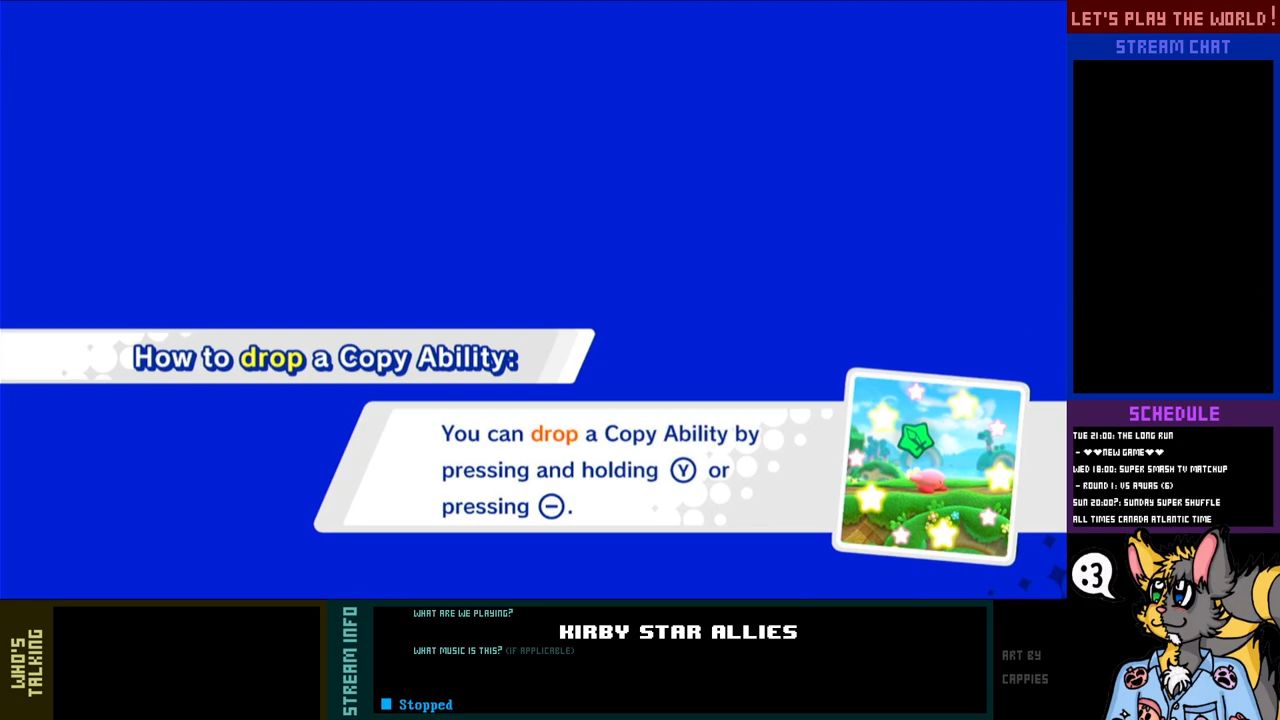 LET'S PLAY THE WORLD!
STREAM CHAT
How to drop a Copy Ability:
You can drop a Copy Ability by
pressing and holding Ⓨ or
pressing ⊖.
SCHEDULE
TUE 21:00: THE LONG RUN
- ♥♥NEW GAME♥♥
WED 18:00: SUPER SMASH TV MATCHUP
- ROUND 1: VS AQUAS (6)
SUN 20:00?: SUNDAY SUPER SHUFFLE
ALL TIMES CANADA ATLANTIC TIME
:3
WHO'S
TALKING
STREAM INFO
WHAT ARE WE PLAYING?
KIRBY STAR ALLIES
WHAT MUSIC IS THIS? (IF APPLICABLE)
Stopped
ART BY
CAPPIES